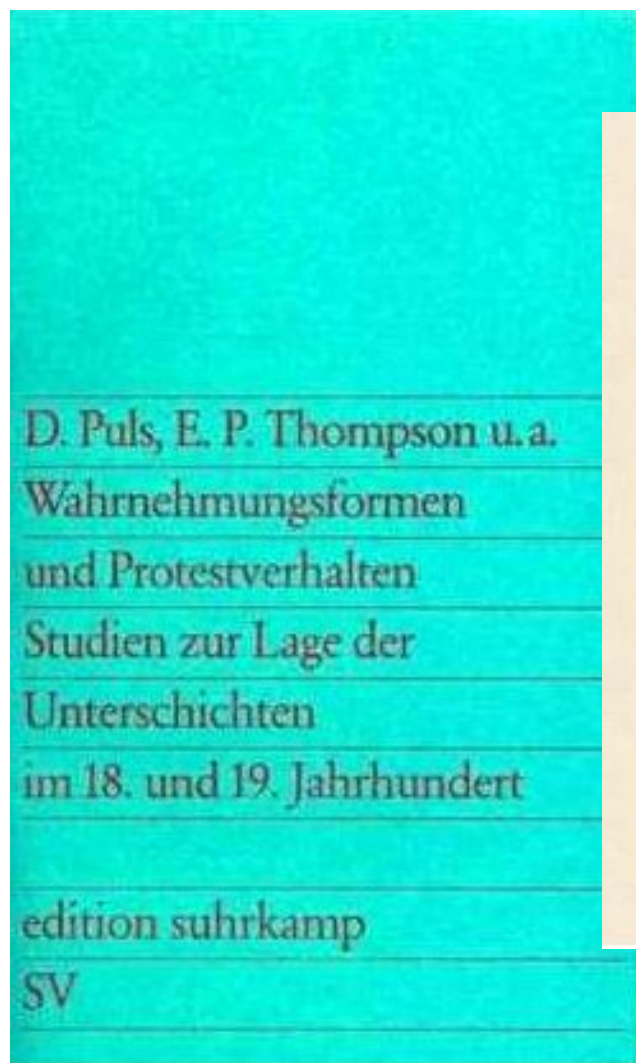 D. Puls, E. P. Thompson u. a.
Wahrnehmungsformen
und Protestverhalten
Studien zur Lage der
Unterschichten
im 18. und 19. Jahrhundert
edition suhrkamp
SV